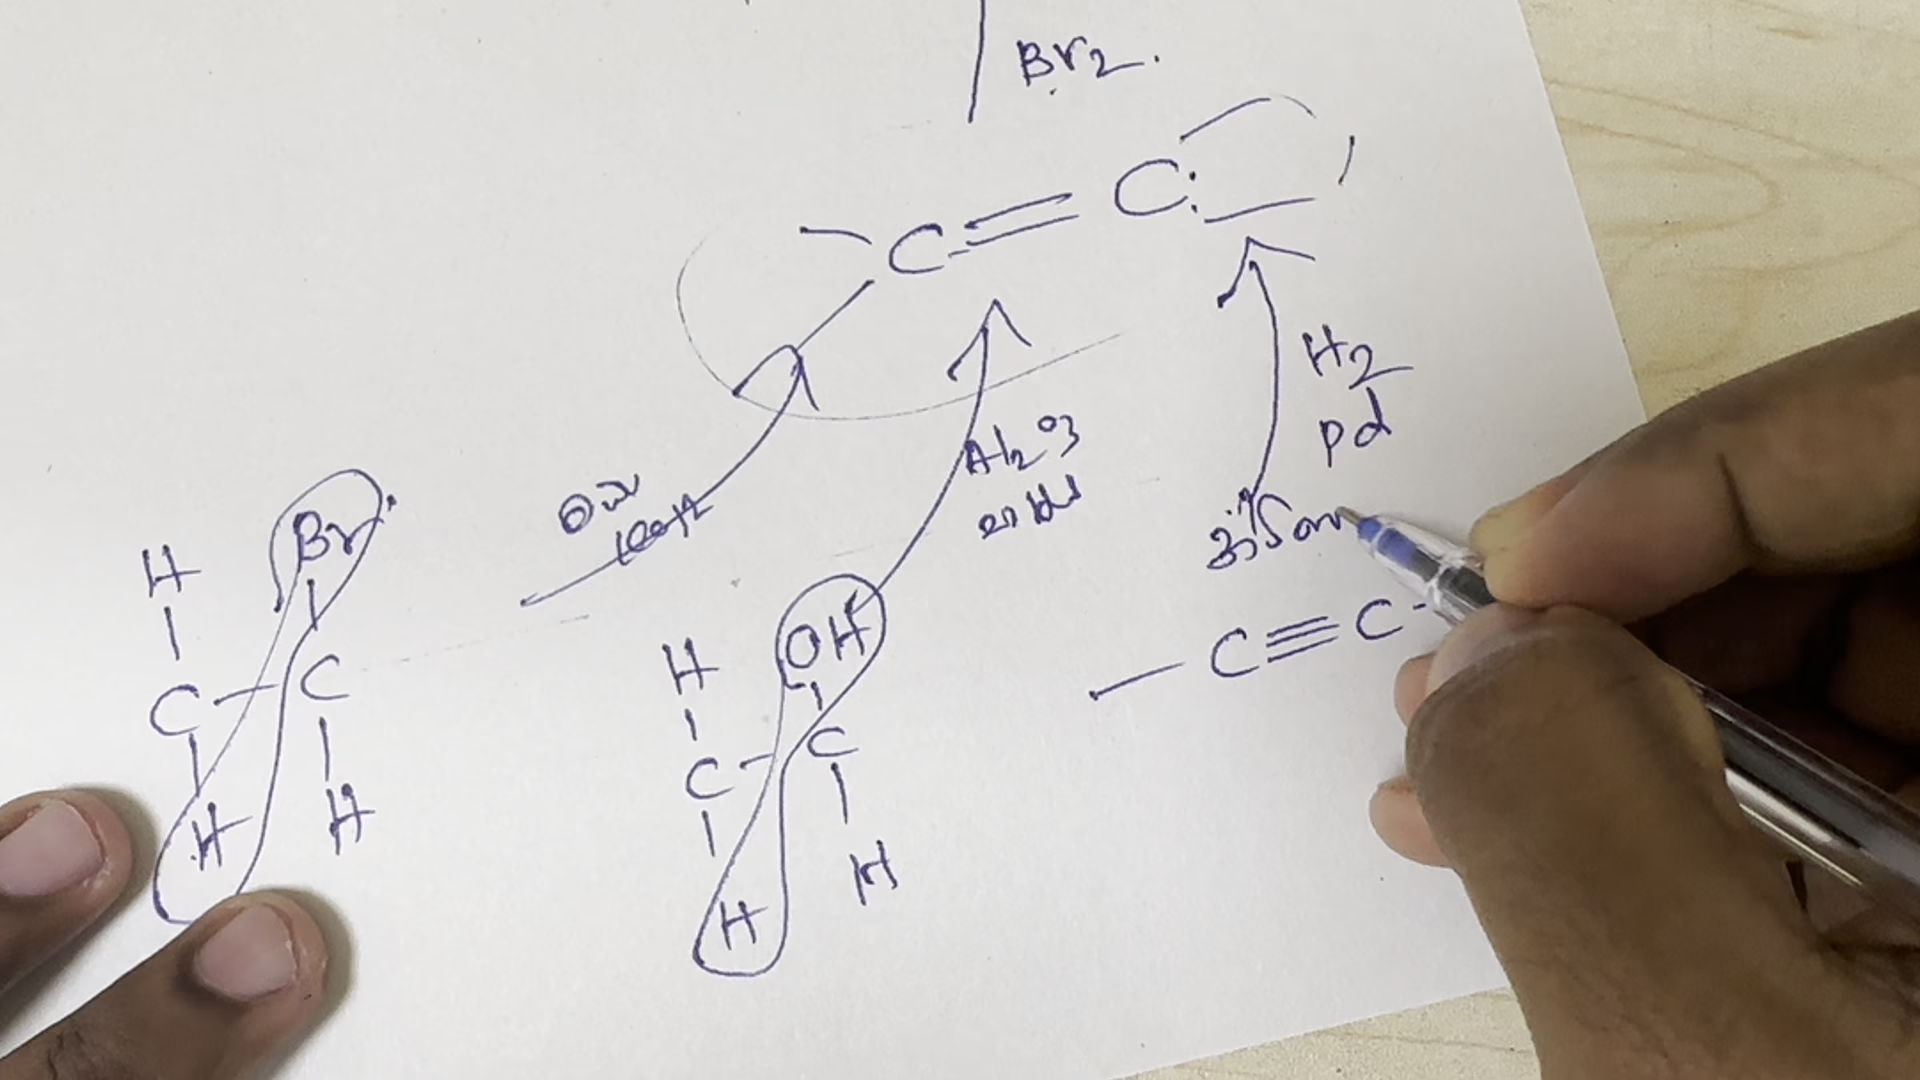 Br2.
C = C
H2
pd
Al2O3
Br
H
C - C
H
H
OH
H
C - C
H
H
- C ≡ C -